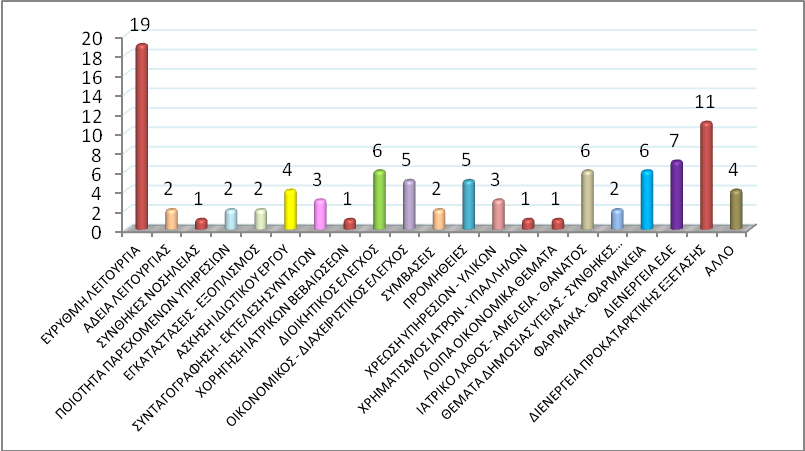 20
18
16
14
12
10
8
6
4
2
0
19
2
1
2
2
4
3
1
6
5
2
5
3
1
1
6
2
6
7
11
4
ΕΥΡΥΘΜΗ ΛΕΙΤΟΥΡΓΙΑ
ΑΔΕΙΑ ΛΕΙΤΟΥΡΓΙΑΣ
ΣΥΝΘΗΚΕΣ ΝΟΣΗΛΕΙΑΣ
ΠΟΙΟΤΗΤΑ ΠΑΡΕΧΟΜΕΝΩΝ ΥΠΗΡΕΣΙΩΝ
ΕΓΚΑΤΑΣΤΑΣΕΙΣ - ΕΞΟΠΛΙΣΜΟΣ
ΑΣΚΗΣΗ ΙΔΙΩΤΙΚΟΥ ΕΡΓΟΥ
ΣΥΝΤΑΓΟΓΡΑΦΗΣΗ - ΕΚΤΕΛΕΣΗ ΣΥΝΤΑΓΩΝ
ΧΟΡΗΓΗΣΗ ΙΑΤΡΙΚΩΝ ΒΕΒΑΙΩΣΕΩΝ
ΔΙΟΙΚΗΤΙΚΟΣ ΕΛΕΓΧΟΣ
ΟΙΚΟΝΟΜΙΚΟΣ - ΔΙΑΧΕΙΡΙΣΤΙΚΟΣ ΕΛΕΓΧΟΣ
ΣΥΜΒΑΣΕΙΣ
ΠΡΟΜΗΘΕΙΕΣ
ΧΡΕΩΣΗ ΥΠΗΡΕΣΙΩΝ - ΥΛΙΚΩΝ
ΧΡΗΜΑΤΙΣΜΟΣ ΙΑΤΡΩΝ - ΥΠΑΛΛΗΛΩΝ
ΛΟΙΠΑ ΟΙΚΟΝΟΜΙΚΑ ΘΕΜΑΤΑ
ΙΑΤΡΙΚΟ ΛΑΘΟΣ - ΑΜΕΛΕΙΑ - ΘΑΝΑΤΟΣ
ΘΕΜΑΤΑ ΔΗΜΟΣΙΑΣ ΥΓΕΙΑΣ - ΣΥΝΘΗΚΕΣ...
ΦΑΡΜΑΚΑ - ΦΑΡΜΑΚΕΙΑ
ΔΙΕΝΕΡΓΕΙΑ ΕΔΕ
ΔΙΕΝΕΡΓΕΙΑ ΠΡΟΚΑΤΑΡΚΤΙΚΗΣ ΕΞΕΤΑΣΗΣ
ΑΛΛΟ